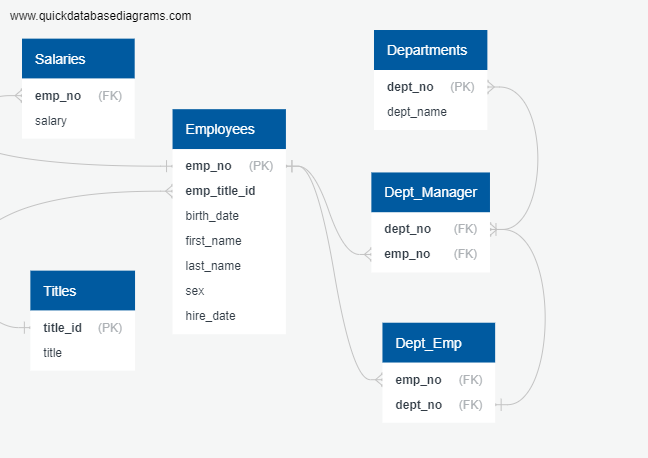 www.quickdatabasediagrams.com
Salaries
emp_no (FK)
salary
Employees
emp_no (PK)
emp_title_id
birth_date
first_name
last_name
sex
hire_date
Titles
title_id (PK)
title
Departments
dept_no (PK)
dept_name
Dept_Manager
dept_no (FK)
emp_no (FK)
Dept_Emp
emp_no (FK)
dept_no (FK)